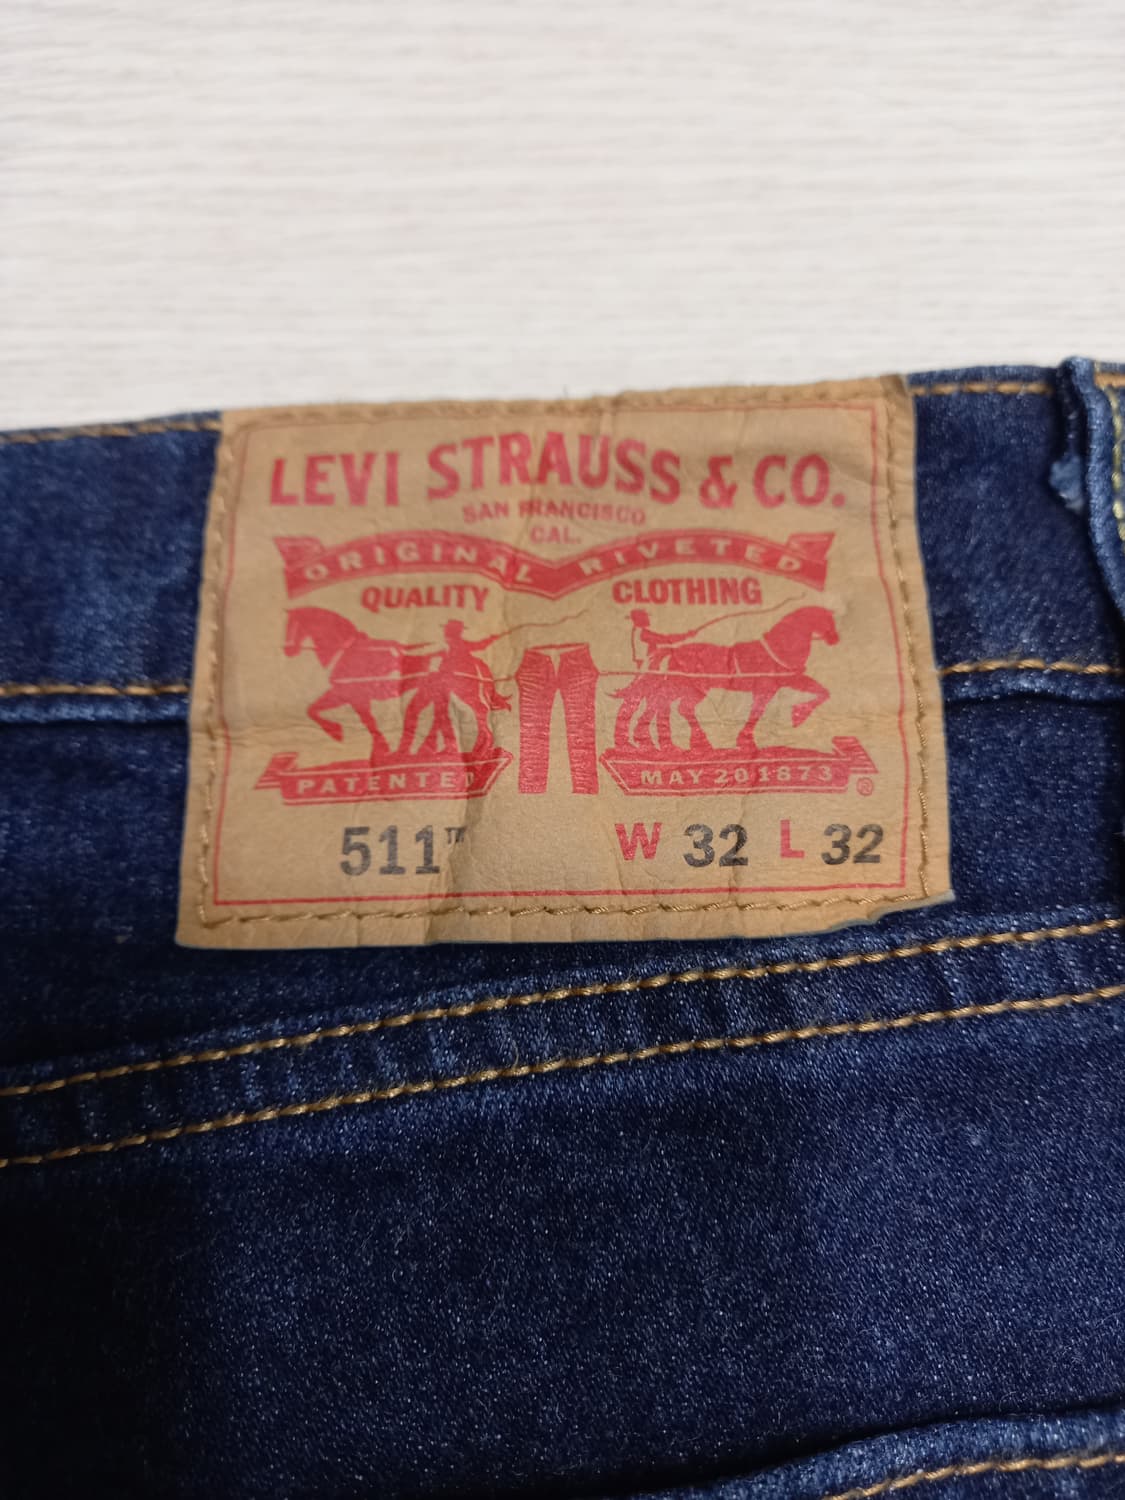 LEVI STRAUSS & CO.
SAN FRANCISCO
CAL.
ORIGINAL RIVETED
QUALITY CLOTHING
PATENTED MAY 20 1873 ®
511™ W 32 L 32